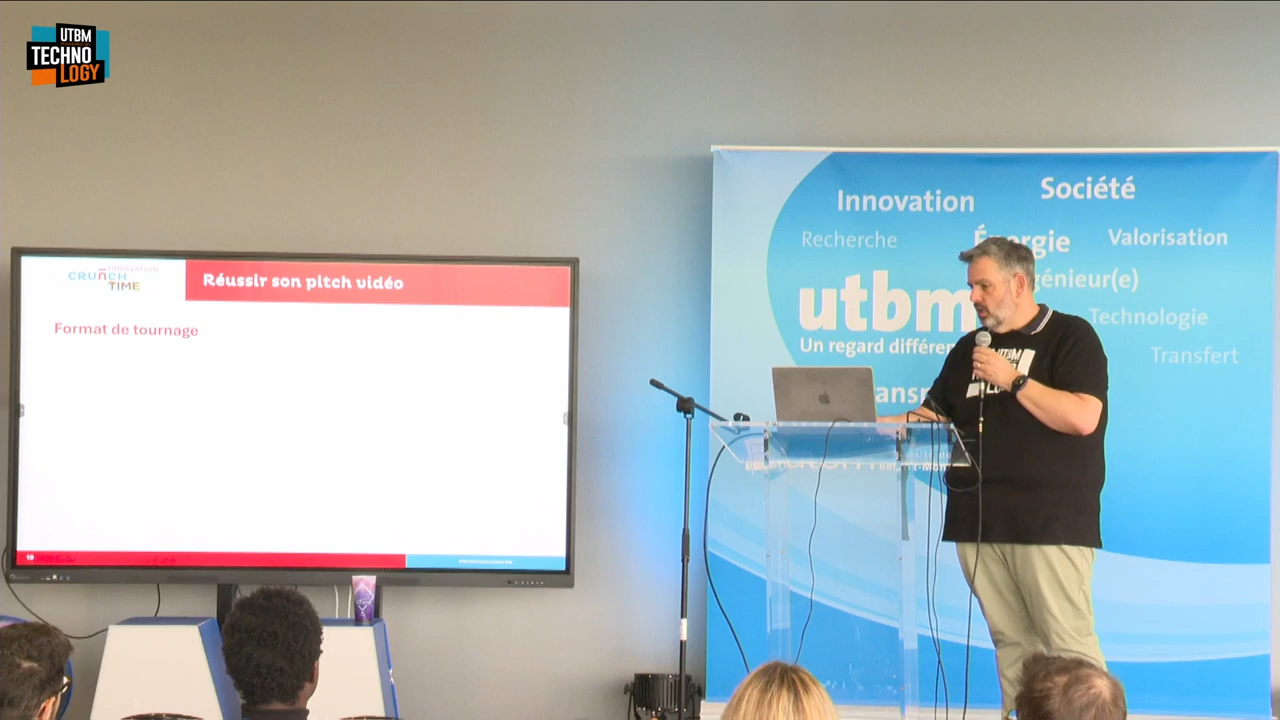 UTBM
TECHNO
LOGY
INNOVATION
CRUNCH
TIME
Réussir son pitch vidéo
Format de tournage
Innovation
Société
Recherche
Énergie
Valorisation
génieur(e)
utbm
Technologie
Un regard différen
Transfert